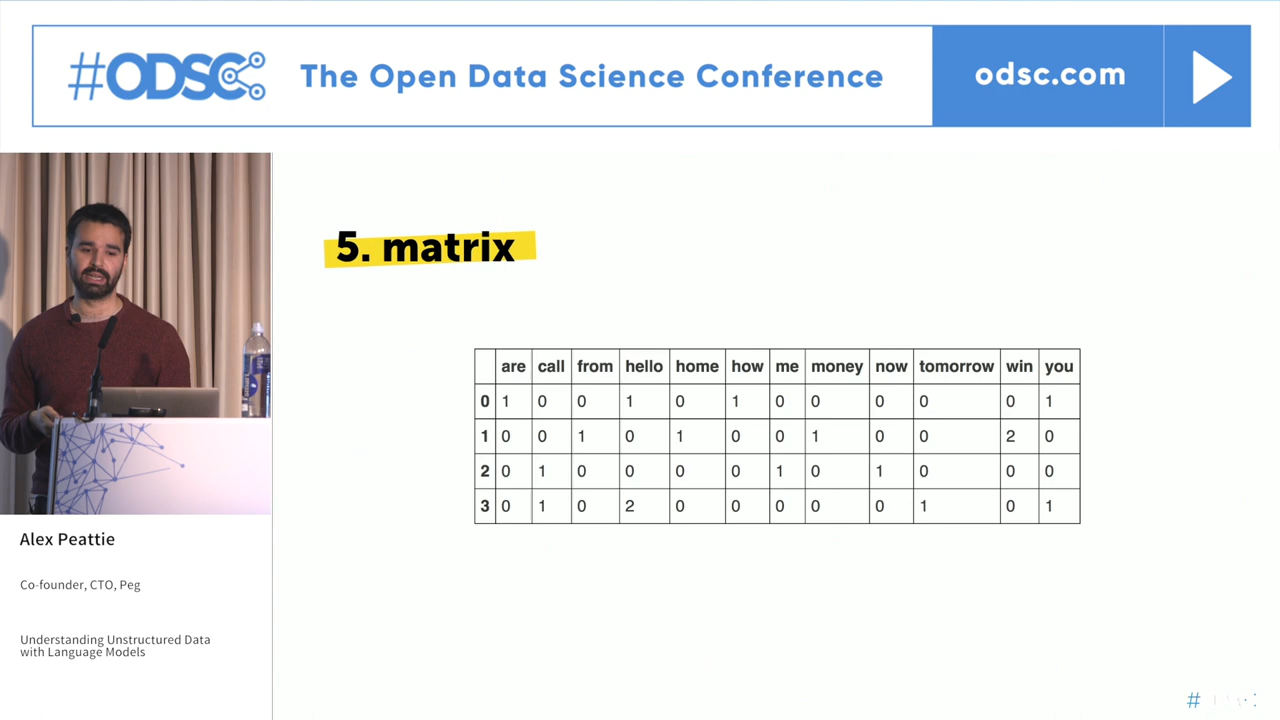 #ODSC The Open Data Science Conference odsc.com
5. matrix
are call from hello home how me money now tomorrow win you
0 1 0 0 1 0 1 0 0 0 0 0 1
1 0 0 1 0 1 0 0 1 0 0 2 0
2 0 1 0 0 0 0 1 0 1 0 0 0
3 0 1 0 2 0 0 0 0 0 1 0 1
Alex Peattie
Co-founder, CTO, Peg
Understanding Unstructured Data
with Language Models
#